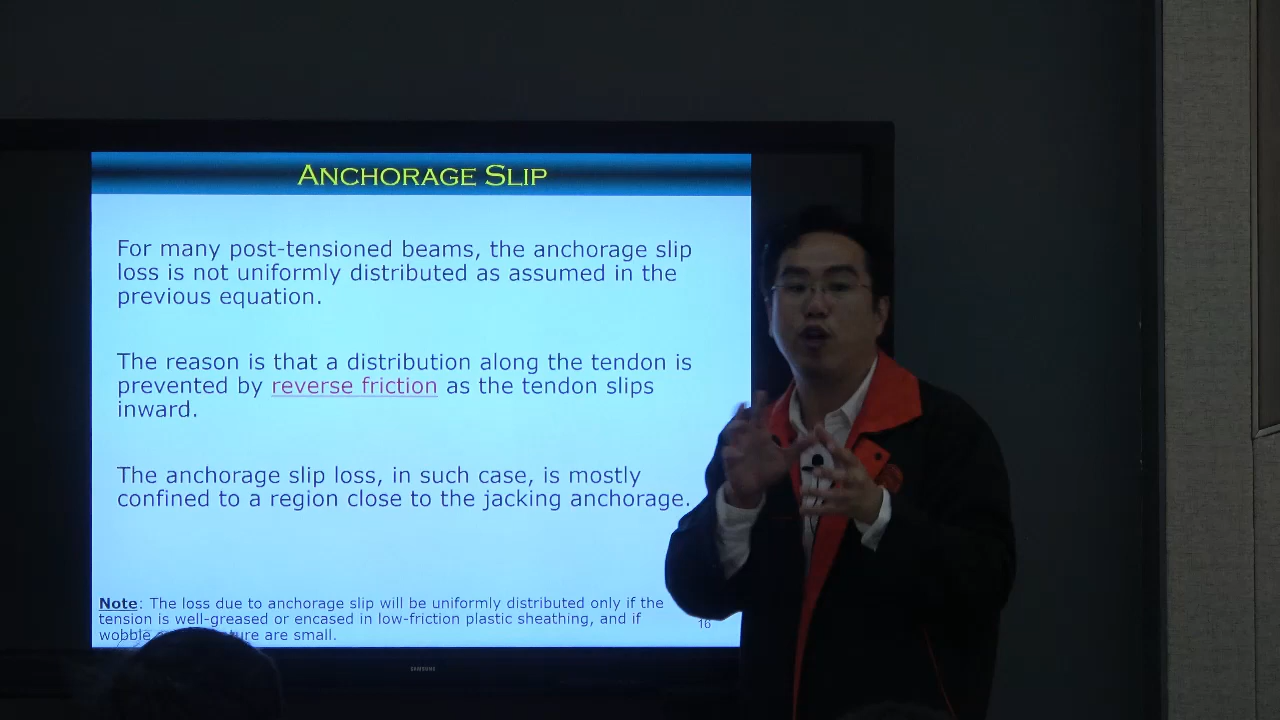 ANCHORAGE SLIP
For many post-tensioned beams, the anchorage slip
loss is not uniformly distributed as assumed in the
previous equation.
The reason is that a distribution along the tendon is
prevented by reverse friction as the tendon slips
inward.
The anchorage slip loss, in such case, is mostly
confined to a region close to the jacking anchorage.
Note: The loss due to anchorage slip will be uniformly distributed only if the
tension is well-greased or encased in low-friction plastic sheathing, and if
wobble are small.
16
SAMSUNG